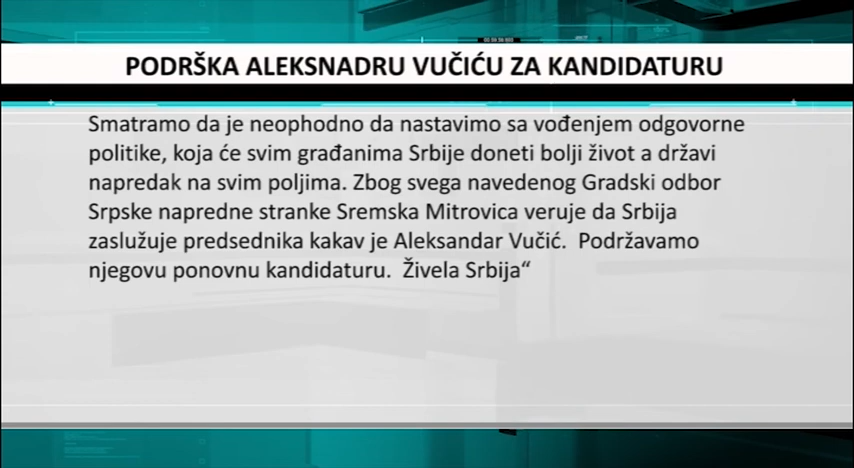 PODRŠKA ALEKSNADRU VUČIĆU ZA KANDIDATURU
Smatramo da je neophodno da nastavimo sa vođenjem odgovorne
politike, koja će svim građanima Srbije doneti bolji život a državi
napredak na svim poljima. Zbog svega navedenog Gradski odbor
Srpske napredne stranke Sremska Mitrovica veruje da Srbija
zaslužuje predsednika kakav je Aleksandar Vučić.  Podržavamo
njegovu ponovnu kandidaturu.  Živela Srbija“